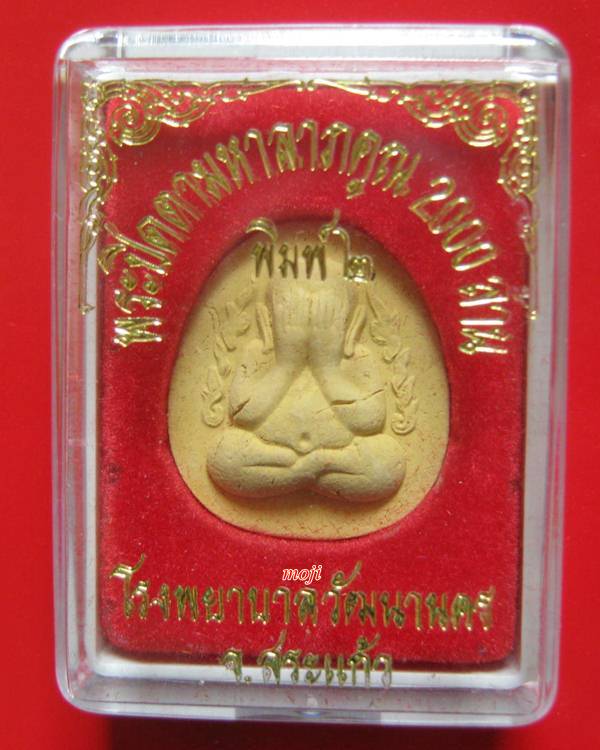 พระปิดตามหาลาภคูณ 2000 ล้าน
พิมพ์ ๒
moji
โรงพยาบาลวัฒนานคร
จ.สระแก้ว